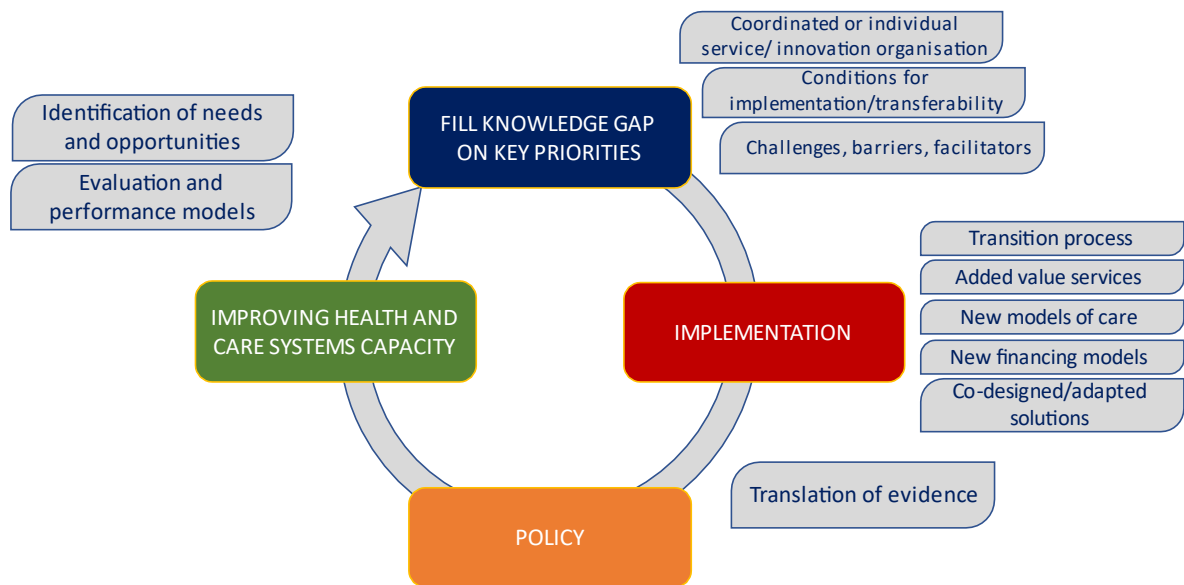 Coordinated or individual
service/ innovation organisation
Conditions for
implementation/transferability
Challenges, barriers, facilitators
Identification of needs
and opportunities
Evaluation and
performance models
FILL KNOWLEDGE GAP
ON KEY PRIORITIES
Transition process
Added value services
New models of care
New financing models
Co-designed/adapted
solutions
IMPROVING HEALTH AND
CARE SYSTEMS CAPACITY
IMPLEMENTATION
Translation of evidence
POLICY